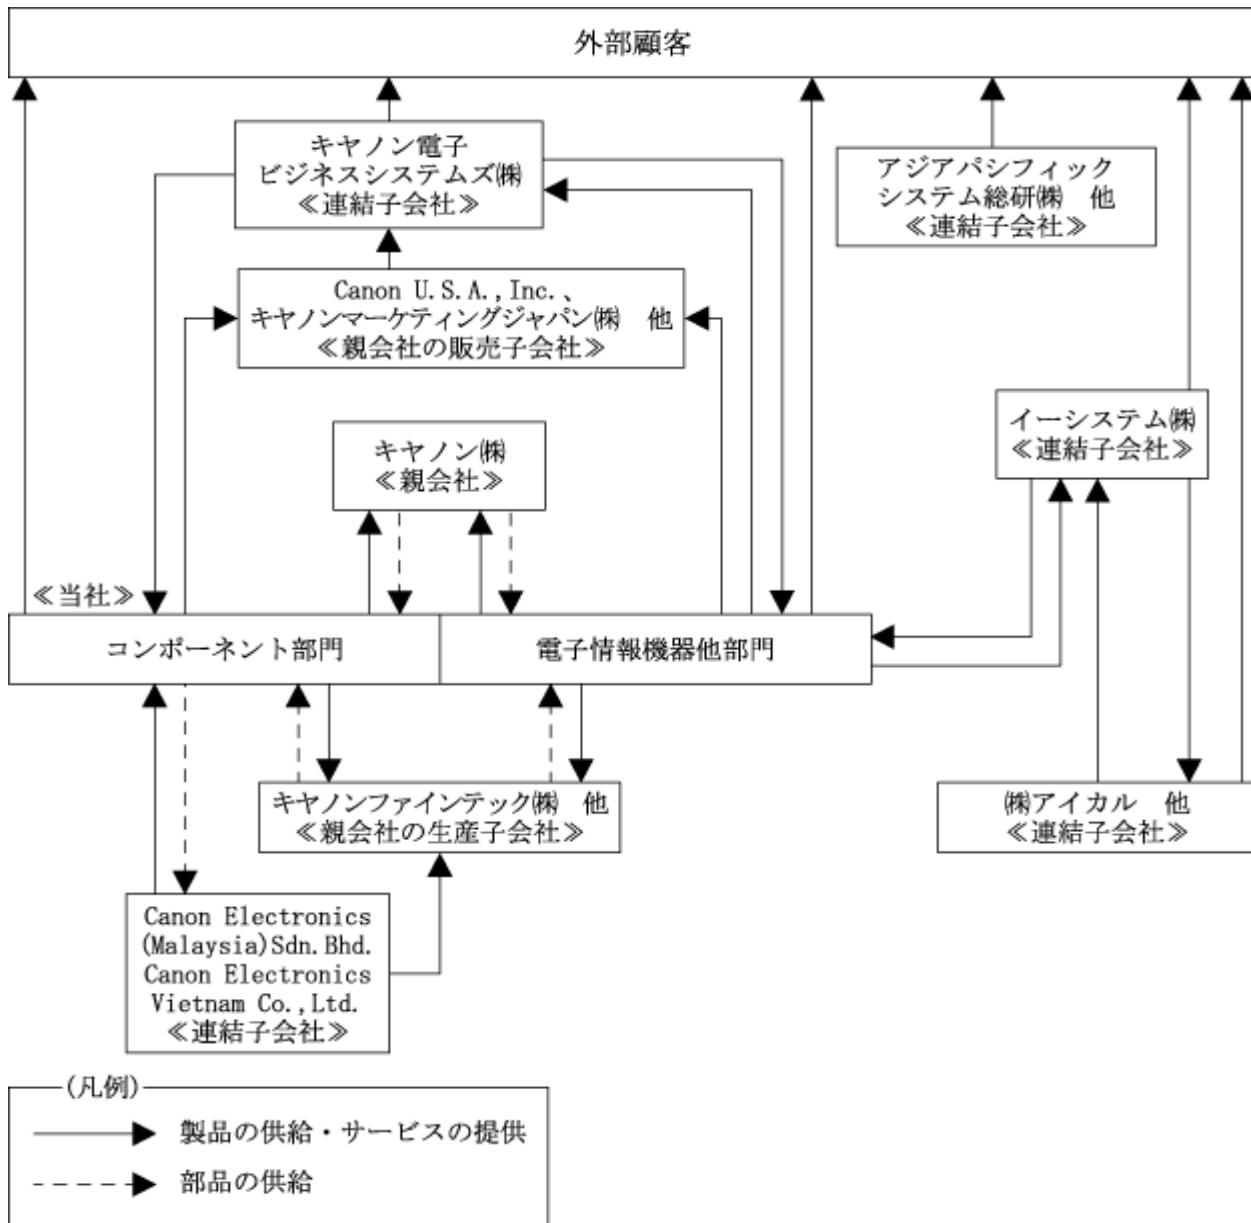 外部顧客
キヤノン電子
ビジネスシステムズ㈱
≪連結子会社≫
アジアパシフィック
システム総研㈱　他
≪連結子会社≫
Canon U.S.A.,Inc.、
キヤノンマーケティングジャパン㈱　他
≪親会社の販売子会社≫
イーシステム㈱
≪連結子会社≫
キヤノン㈱
≪親会社≫
≪当社≫
コンポーネント部門
電子情報機器他部門
キヤノンファインテック㈱　他
≪親会社の生産子会社≫
㈱アイカル　他
≪連結子会社≫
Canon Electronics
(Malaysia)Sdn.Bhd.
Canon Electronics
Vietnam Co.,Ltd.
≪連結子会社≫
(凡例)
製品の供給・サービスの提供
部品の供給